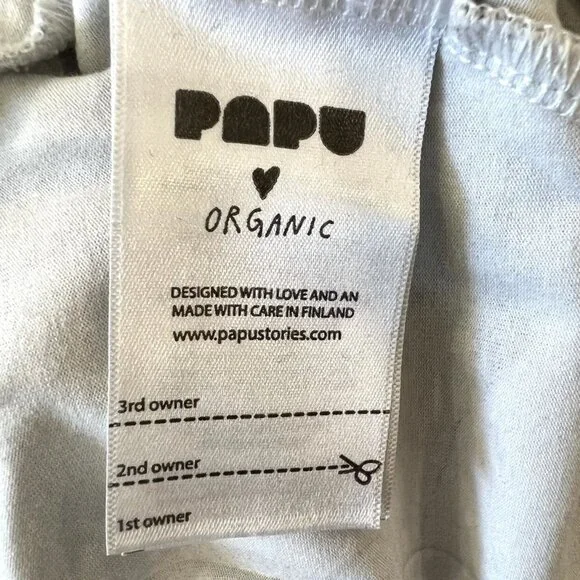 PAPU
ORGANIC
DESIGNED WITH LOVE AND AN
MADE WITH CARE IN FINLAND
www.papustories.com
3rd owner
2nd owner
1st owner